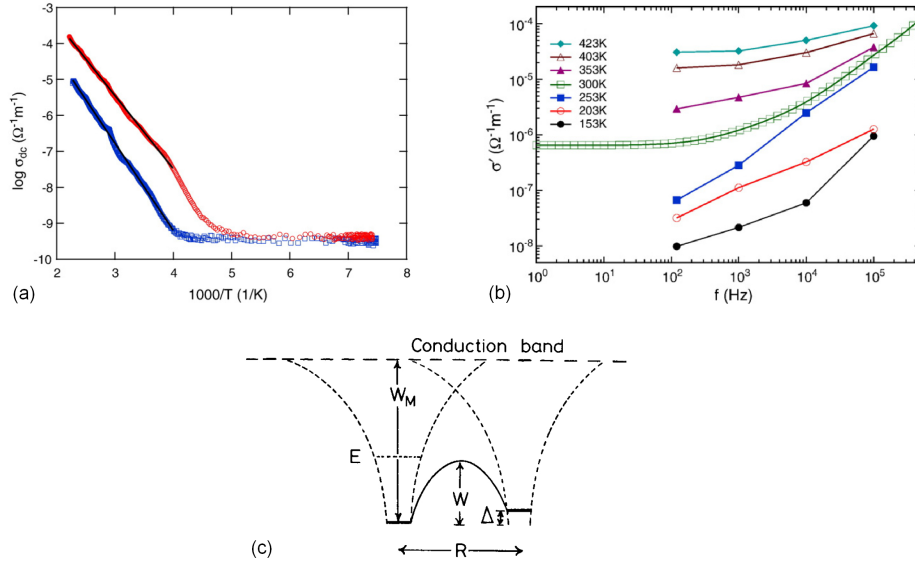 -3
-4
-5
-6
-7
-8
-9
-10
log σdc (Ω⁻¹m⁻¹)
2 3 4 5 6 7 8
1000/T (1/K)
(a)
10⁻⁴
10⁻⁵
10⁻⁶
10⁻⁷
10⁻⁸
σ' (Ω⁻¹m⁻¹)
423K
403K
353K
300K
253K
203K
153K
10⁰ 10¹ 10² 10³ 10⁴ 10⁵
f (Hz)
(b)
Conduction band
W_M
E
W
Δ
R
(c)